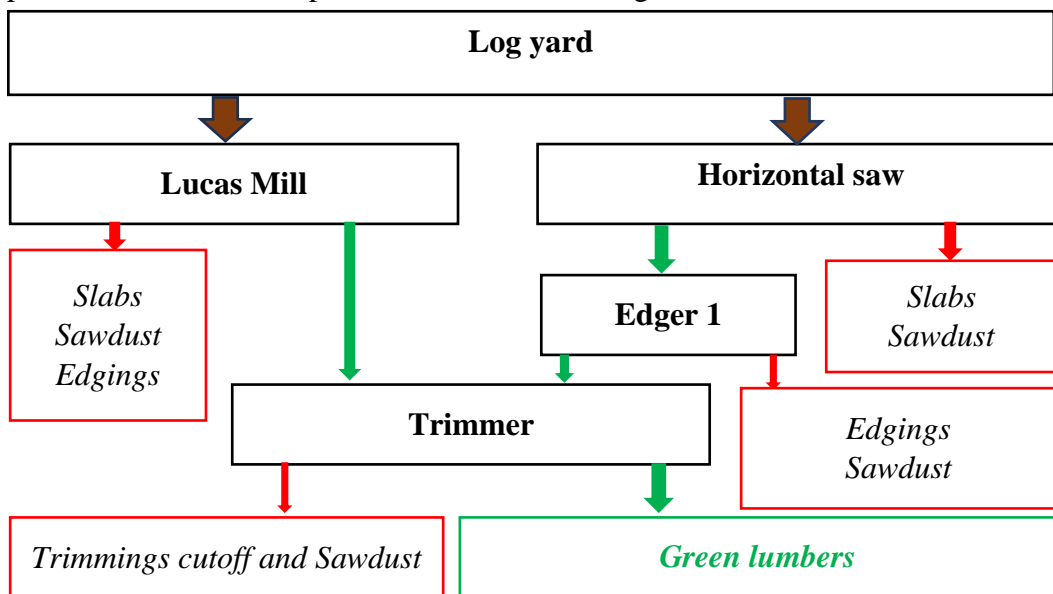 Log yard
Lucas Mill
Horizontal saw
Slabs
Sawdust
Edgings
Edger 1
Slabs
Sawdust
Trimmer
Edgings
Sawdust
Trimmings cutoff and Sawdust
Green lumbers